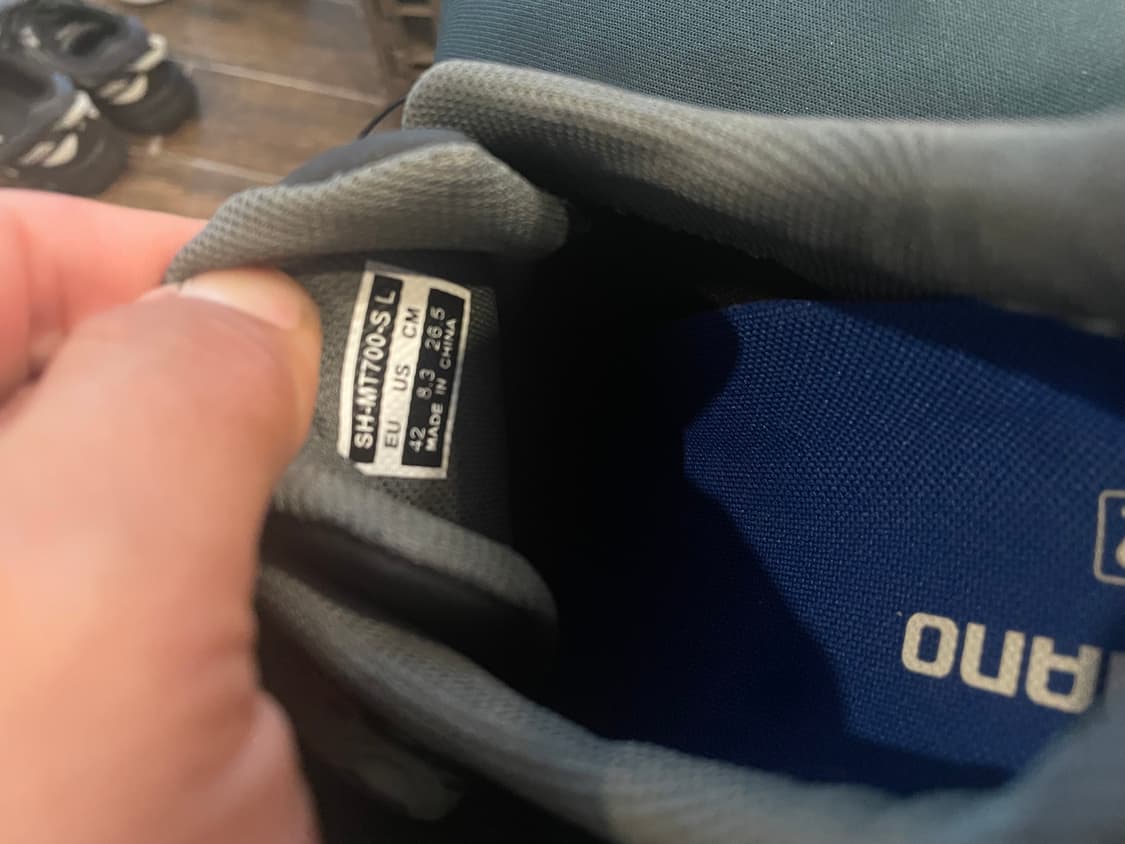 SH-MT700-S L
EU US CM
42 8.3 26.5
MADE IN CHINA
ano